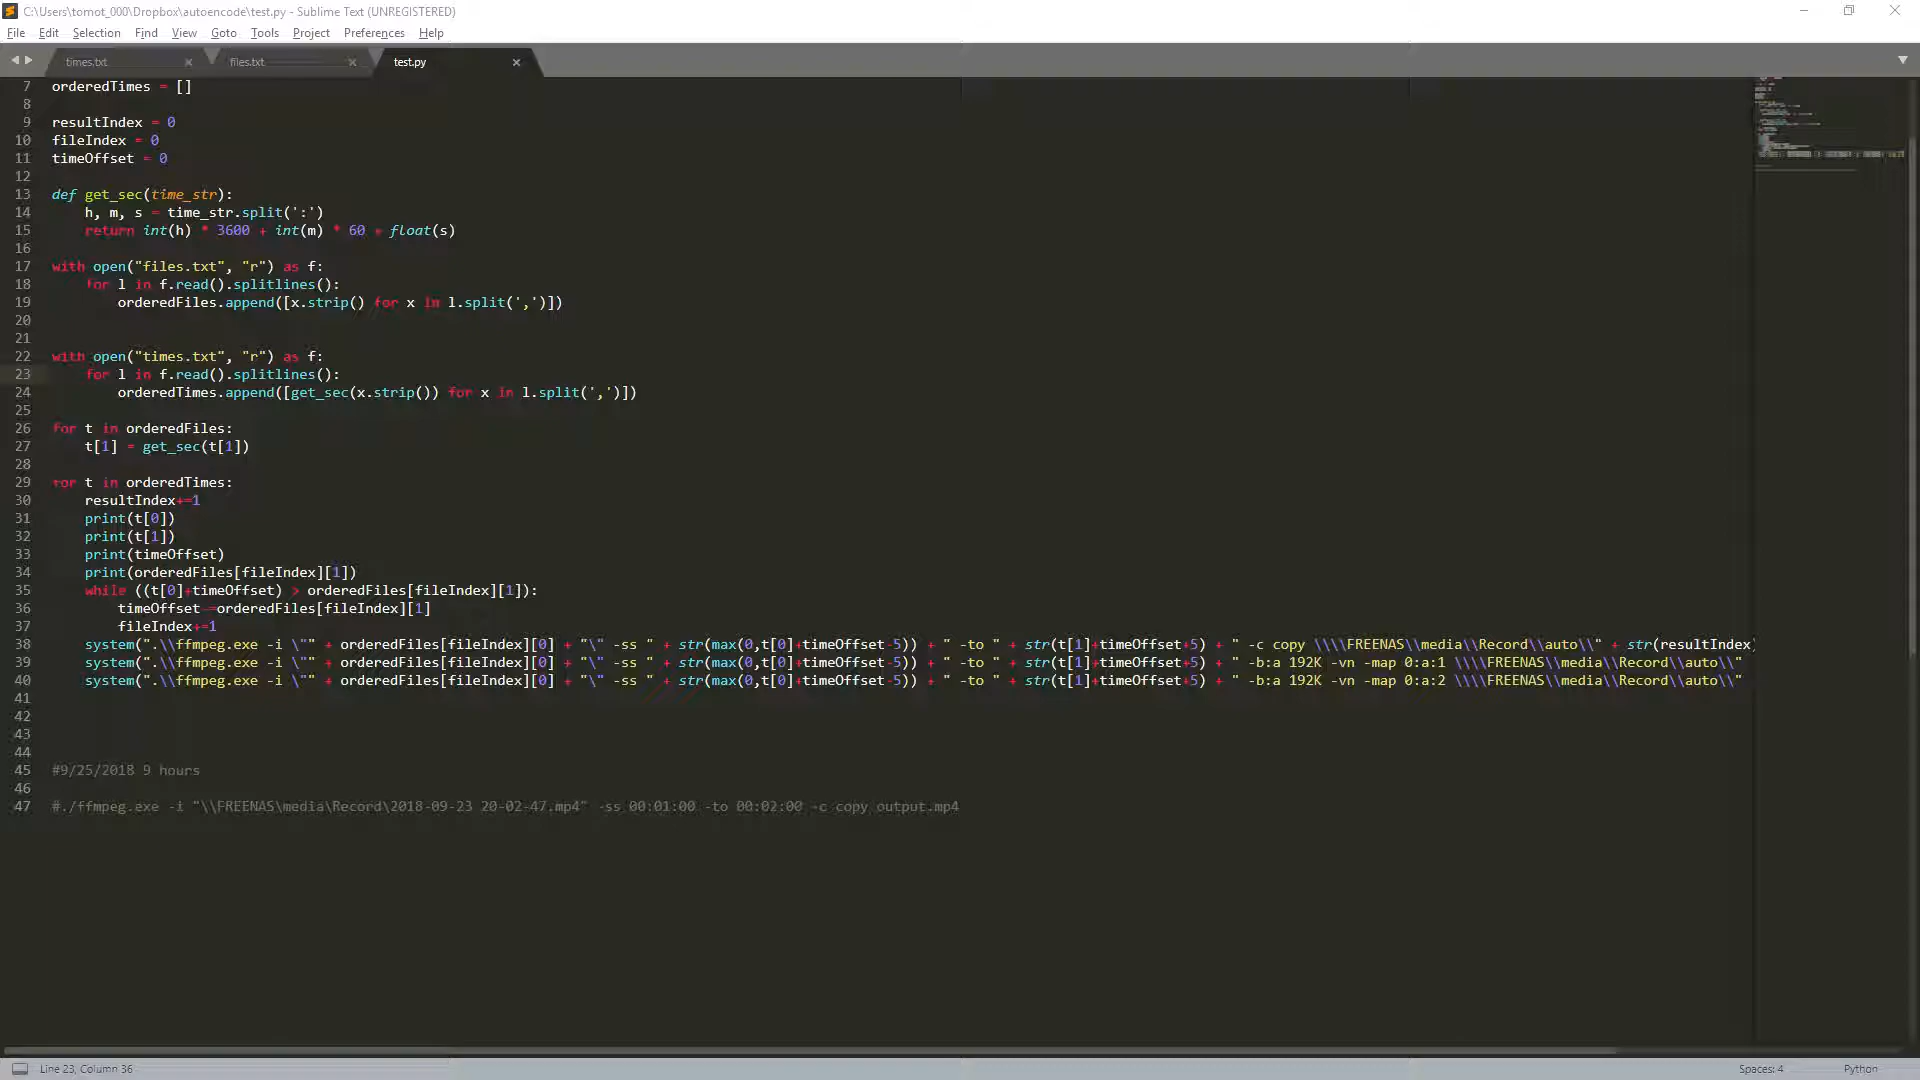 C:\Users\tomot_000\Dropbox\autoencode\test.py - Sublime Text (UNREGISTERED)
File Edit Selection Find View Goto Tools Project Preferences Help
times.txt files.txt test.py
7 orderedTimes = []
8
9 resultIndex = 0
10 fileIndex = 0
11 timeOffset = 0
12
13 def get_sec(time_str):
14 h, m, s = time_str.split(':')
15 return int(h) * 3600 + int(m) * 60 + float(s)
16
17 with open("files.txt", "r") as f:
18 for l in f.read().splitlines():
19 orderedFiles.append([x.strip() for x in l.split(',')])
20
21
22 with open("times.txt", "r") as f:
23 for l in f.read().splitlines():
24 orderedTimes.append([get_sec(x.strip()) for x in l.split(',')])
25
26 for t in orderedFiles:
27 t[1] = get_sec(t[1])
28
29 for t in orderedTimes:
30 resultIndex+=1
31 print(t[0])
32 print(t[1])
33 print(timeOffset)
34 print(orderedFiles[fileIndex][1])
35 while ((t[0]+timeOffset) > orderedFiles[fileIndex][1]):
36 timeOffset-=orderedFiles[fileIndex][1]
37 fileIndex+=1
38 system(".\\ffmpeg.exe -i \"" + orderedFiles[fileIndex][0] + "\" -ss " + str(max(0,t[0]+timeOffset-5)) + " -to " + str(t[1]+timeOffset+5) + " -c copy \\\\FREENAS\\media\\Record\\auto\\" + str(resultIndex)
39 system(".\\ffmpeg.exe -i \"" + orderedFiles[fileIndex][0] + "\" -ss " + str(max(0,t[0]+timeOffset-5)) + " -to " + str(t[1]+timeOffset+5) + " -b:a 192K -vn -map 0:a:1 \\\\FREENAS\\media\\Record\\auto\\"
40 system(".\\ffmpeg.exe -i \"" + orderedFiles[fileIndex][0] + "\" -ss " + str(max(0,t[0]+timeOffset-5)) + " -to " + str(t[1]+timeOffset+5) + " -b:a 192K -vn -map 0:a:2 \\\\FREENAS\\media\\Record\\auto\\"
41
42
43
44
45 #9/25/2018 9 hours
46
47 #./ffmpeg.exe -i "\\FREENAS\media\Record\2018-09-23 20-02-47.mp4" -ss 00:01:00 -to 00:02:00 -c copy output.mp4
Line 23, Column 36 Spaces: 4 Python